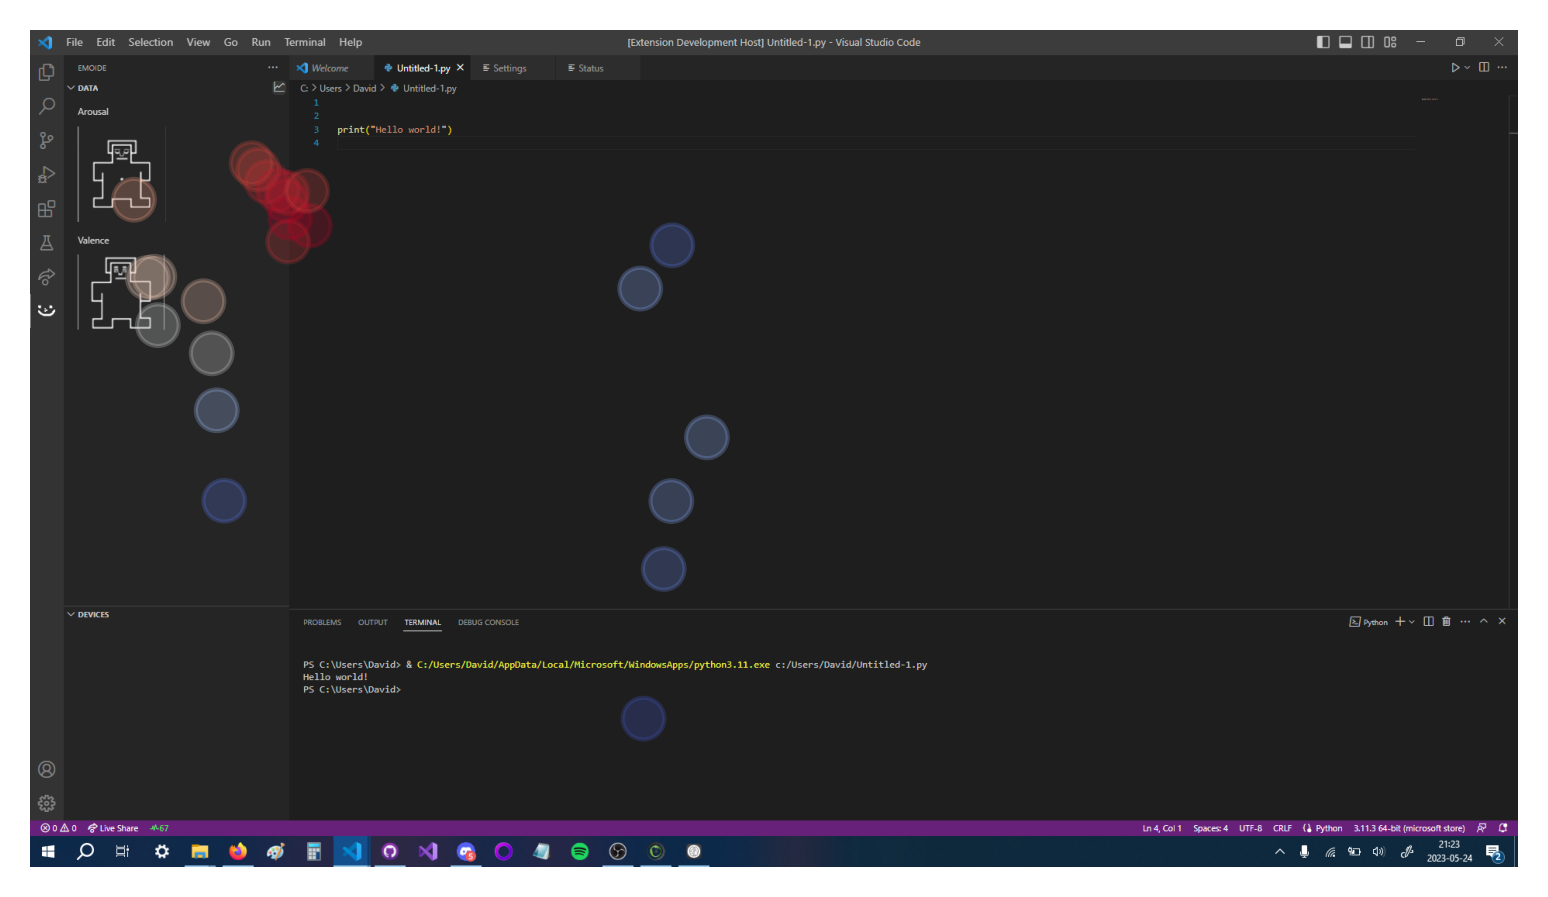 File Edit Selection View Go Run Terminal Help
[Extension Development Host] Untitled-1.py - Visual Studio Code
EMOIDE
Welcome
Untitled-1.py
Settings
Status
DATA
C: > Users > David > Untitled-1.py
Arousal
1
2
3 print("Hello world!")
4
Valence
DEVICES
PROBLEMS OUTPUT TERMINAL DEBUG CONSOLE
Python
PS C:\Users\David> & C:/Users/David/AppData/Local/Microsoft/WindowsApps/python3.11.exe c:/Users/David/Untitled-1.py
Hello world!
PS C:\Users\David>
0 0 Live Share 67
Ln 4, Col 1 Spaces: 4 UTF-8 CRLF Python 3.11.3 64-bit (microsoft store)
21:23
2023-05-24
2